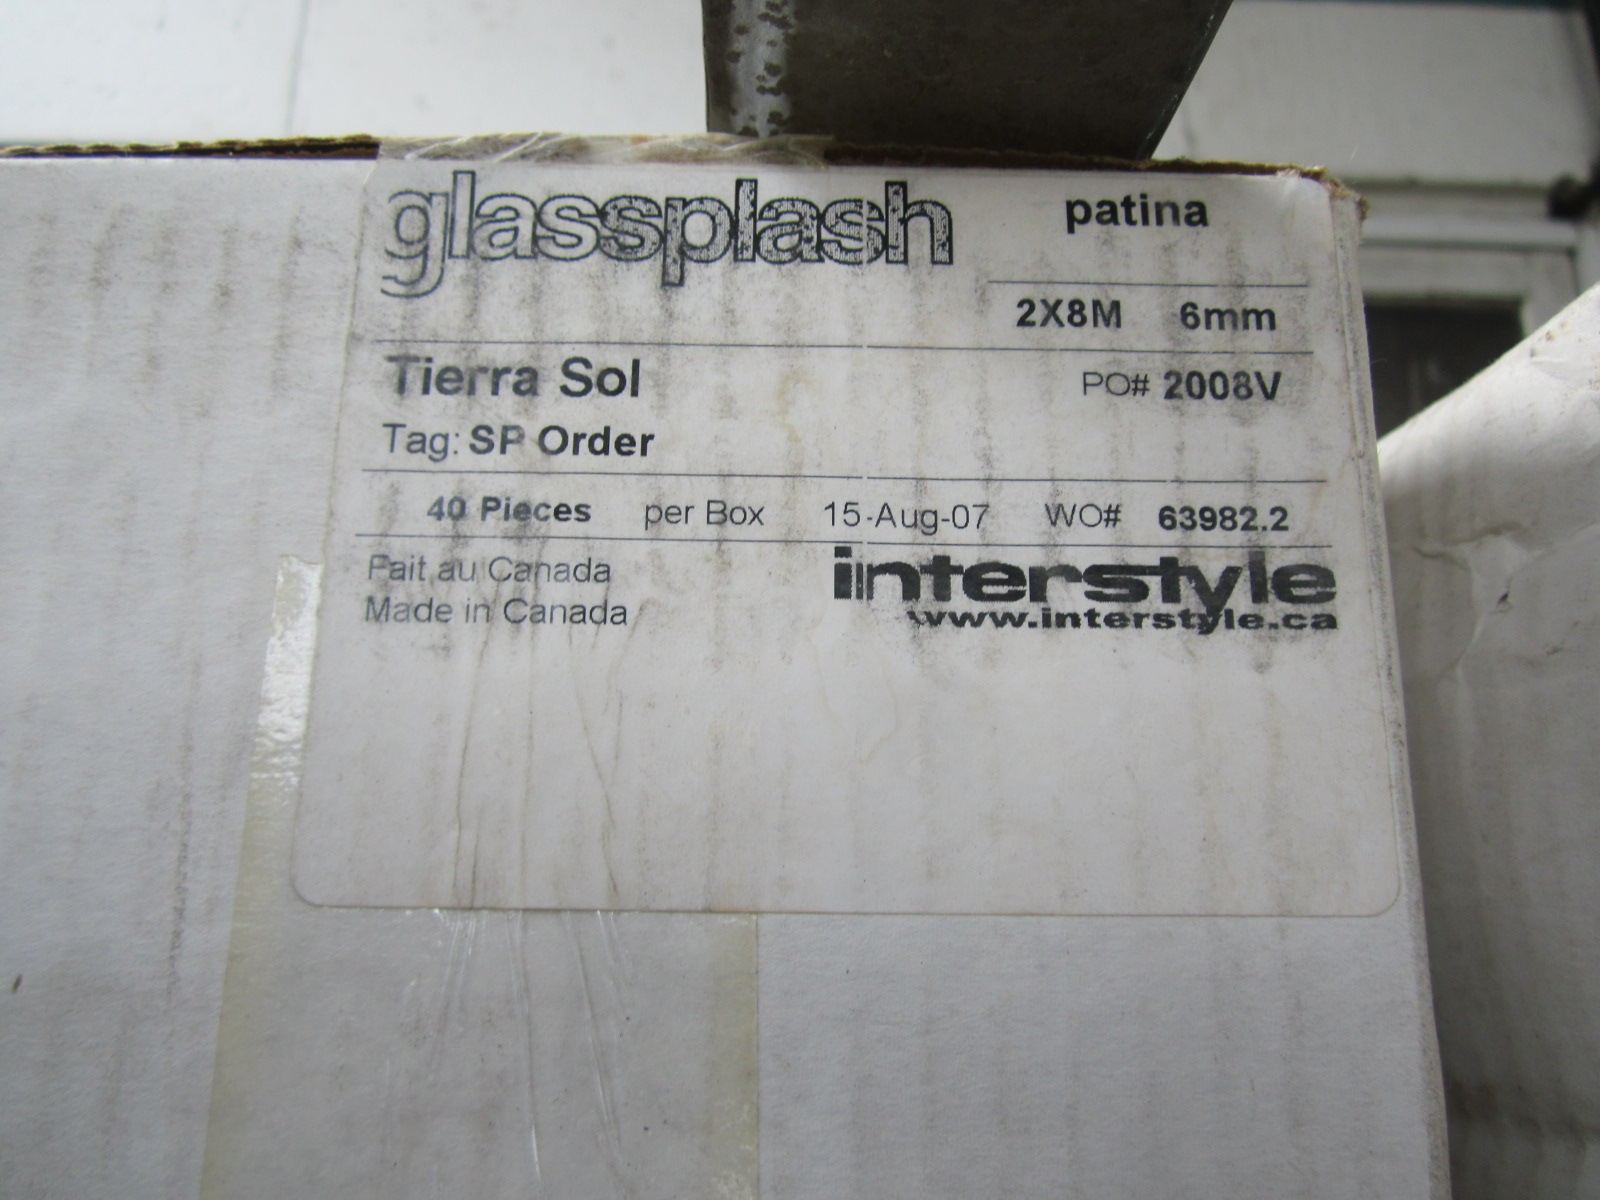 glassplash patina
2X8M 6mm
Tierra Sol PO# 2008V
Tag: SP Order
40 Pieces per Box 15-Aug-07 WO# 63982.2
Fait au Canada
Made in Canada
interstyle
www.interstyle.ca